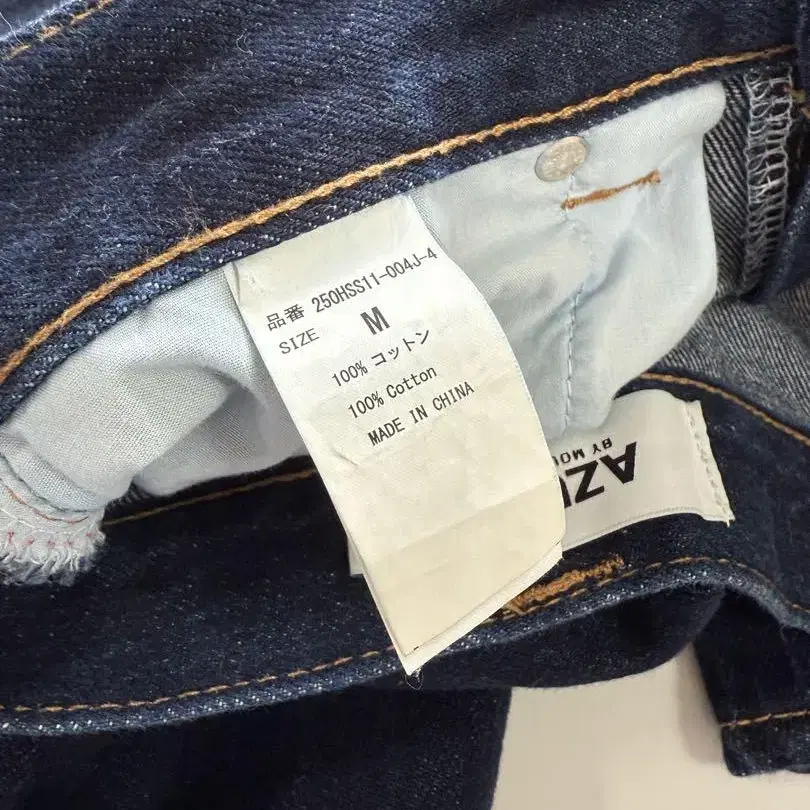 品番 250HSS11-004J-4
SIZE M
100% コットン
100% Cotton
MADE IN CHINA
AZU
BY MOU